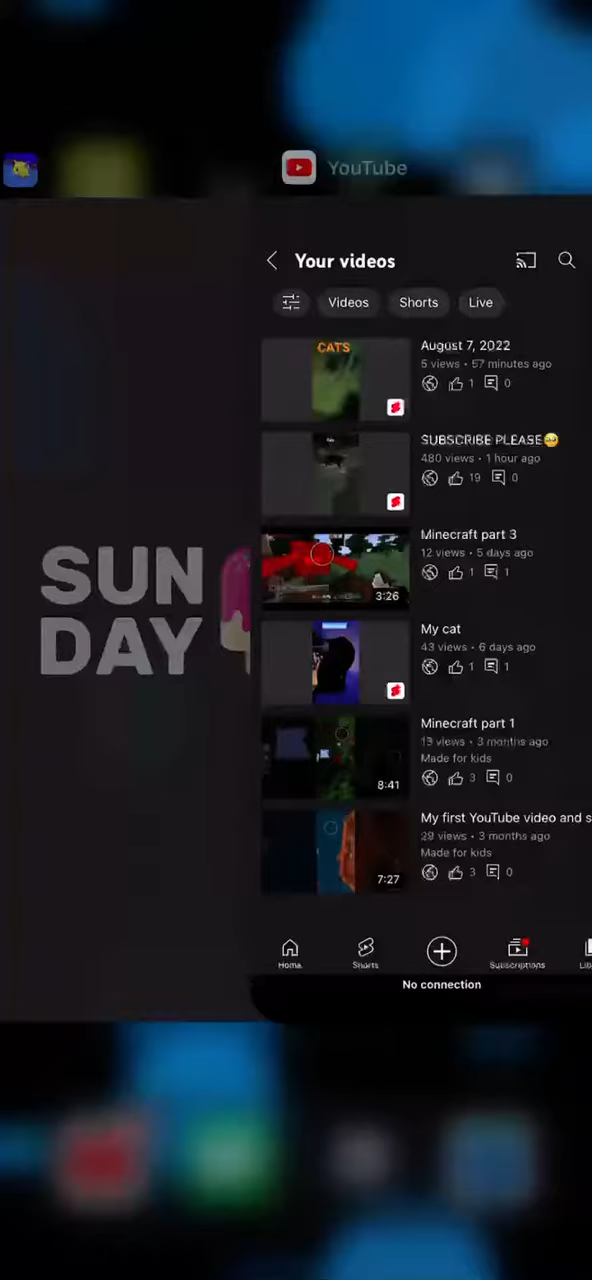 YouTube
Your videos
Videos
Shorts
Live
CATS
August 7, 2022
5 views • 57 minutes ago
1
0
SUBSCRIBE PLEASE🥺
480 views • 1 hour ago
19
0
3:26
Minecraft part 3
12 views • 5 days ago
1
1
My cat
43 views • 6 days ago
1
1
8:41
Minecraft part 1
13 views • 3 months ago
Made for kids
3
0
7:27
My first YouTube video and s
29 views • 3 months ago
Made for kids
3
0
SUN
DAY
Home
Shorts
Subscriptions
Lib
No connection